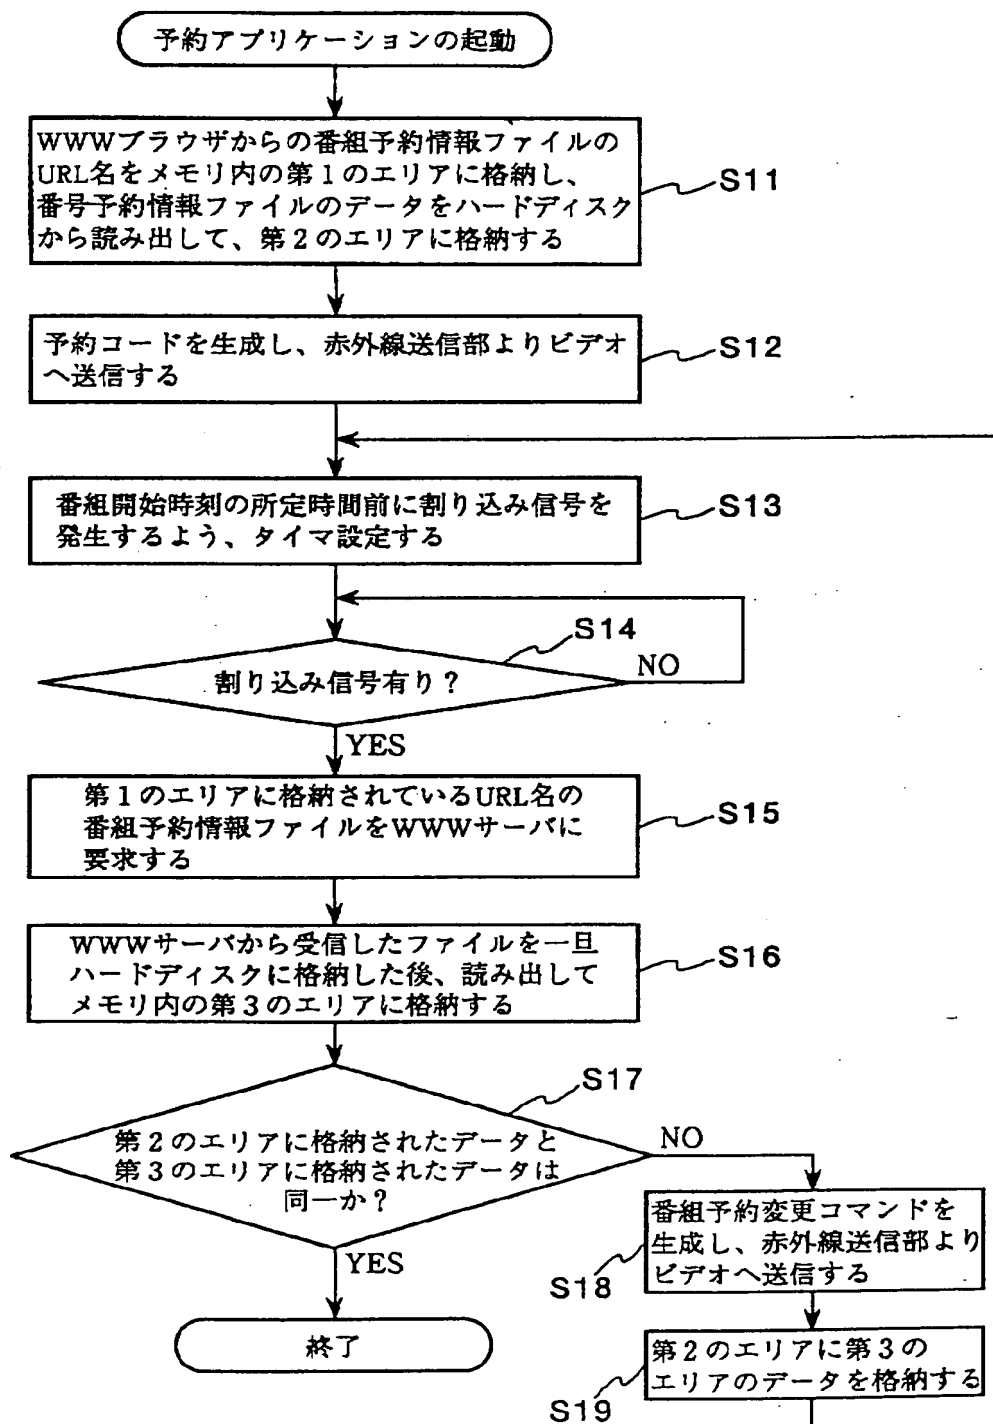 予約アプリケーションの起動
WWWブラウザからの番組予約情報ファイルの
URL名をメモリ内の第1のエリアに格納し、
番号予約情報ファイルのデータをハードディスク
から読み出して、第2のエリアに格納する
S11
予約コードを生成し、赤外線送信部よりビデオ
へ送信する
S12
番組開始時刻の所定時間前に割り込み信号を
発生するよう、タイマ設定する
S13
S14
割り込み信号有り?
NO
YES
第1のエリアに格納されているURL名の
番組予約情報ファイルをWWWサーバに
要求する
S15
WWWサーバから受信したファイルを一旦
ハードディスクに格納した後、読み出して
メモリ内の第3のエリアに格納する
S16
S17
第2のエリアに格納されたデータと
第3のエリアに格納されたデータは
同一か?
NO
YES
番組予約変更コマンドを
生成し、赤外線送信部より
ビデオへ送信する
S18
終了
第2のエリアに第3の
エリアのデータを格納する
S19